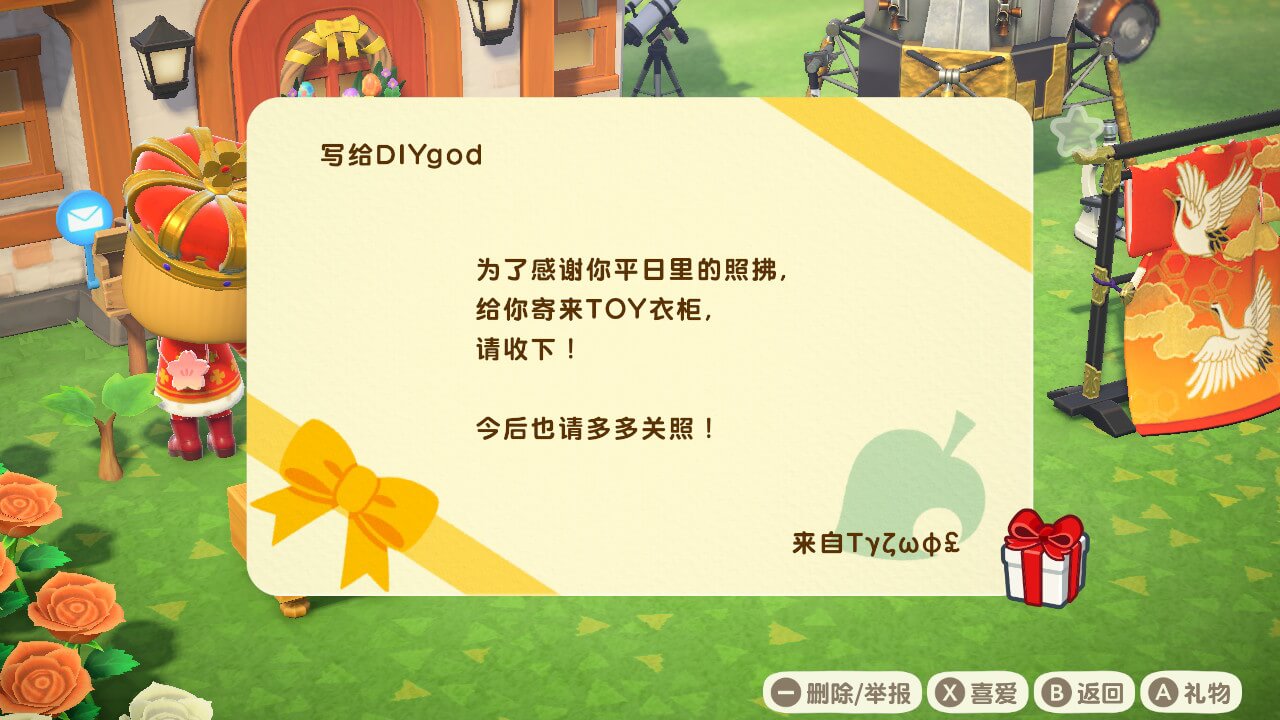 写给DIYgod
为了感谢你平日里的照拂,
给你寄来TOY衣柜,
请收下！
今后也请多多关照！
来自Tyζωφ£
删除/举报
X 喜爱
B 返回
A 礼物